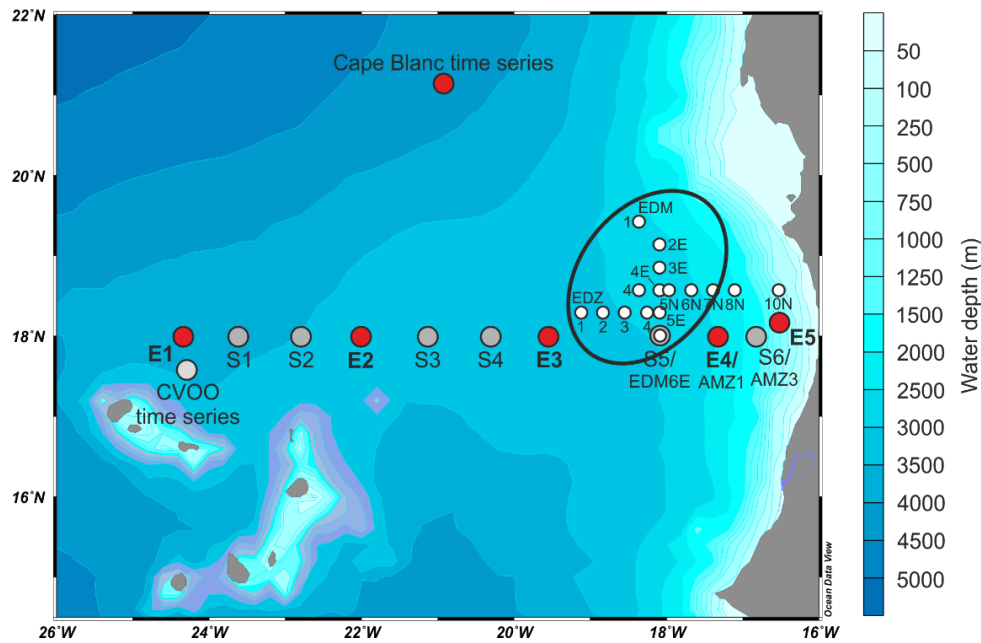 22°N
20°N
18°N
16°N
26°W
24°W
22°W
20°W
18°W
16°W
Cape Blanc time series
EDM
1
2E
3E
4E
4
5N
6N
7N
8N
10N
EDZ
1
2
3
4
5E
E1
S1
S2
E2
S3
S4
E3
S5/
EDM6E
E4/
AMZ1
S6/
AMZ3
E5
CVOO
time series
Ocean Data View
50
100
250
500
750
1000
1250
1500
2000
2500
3000
3500
4000
4500
5000
Water depth (m)